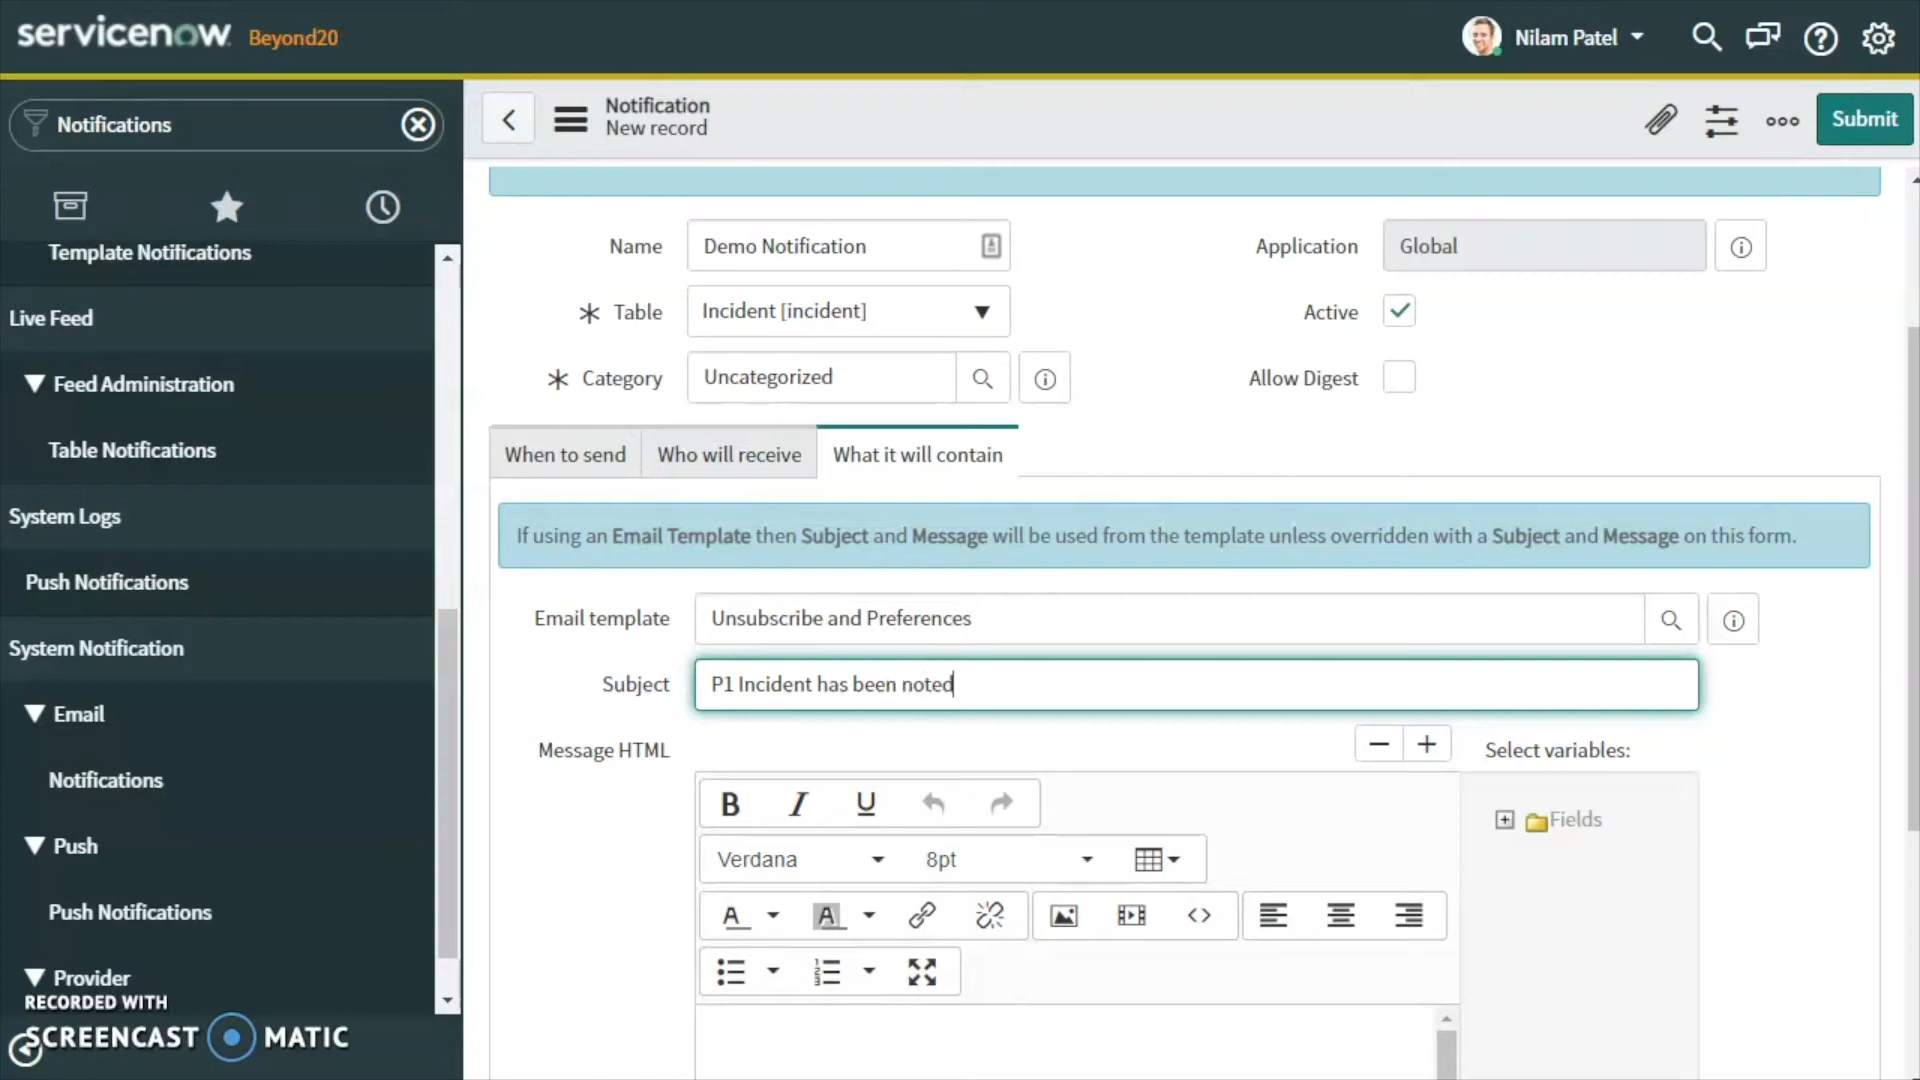 servicenow Beyond20
Nilam Patel
Notifications
Template Notifications
Live Feed
Feed Administration
Table Notifications
System Logs
Push Notifications
System Notification
Email
Notifications
Push
Push Notifications
Provider
RECORDED WITH
SCREENCAST MATIC
Notification
New record
Submit
Name Demo Notification
Application Global
Table Incident [incident]
Active
Category Uncategorized
Allow Digest
When to send Who will receive What it will contain
If using an Email Template then Subject and Message will be used from the template unless overridden with a Subject and Message on this form.
Email template Unsubscribe and Preferences
Subject P1 Incident has been noted
Message HTML
Select variables:
B I U
Fields
Verdana 8pt
A A